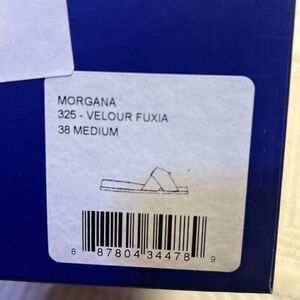 MORGANA
325 - VELOUR FUXIA
38 MEDIUM
8 87804 34478 9